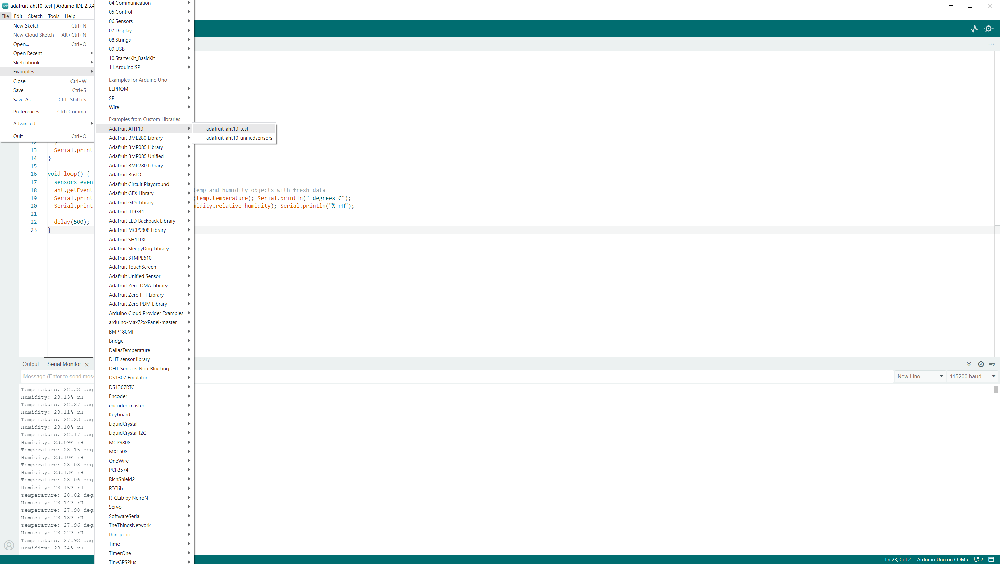 adafruit_aht10_test | Arduino IDE 2.3.4
File Edit Sketch Tools Help
New Sketch Ctrl+N
New Cloud Sketch Alt+Ctrl+N
Open... Ctrl+O
Open Recent
Sketchbook
Examples
Close Ctrl+W
Save Ctrl+S
Save As... Ctrl+Shift+S
Preferences... Ctrl+Comma
Advanced
Quit Ctrl+Q
04.Communication
05.Control
06.Sensors
07.Display
08.Strings
09.USB
10.StarterKit_BasicKit
11.ArduinoISP
Examples for Arduino Uno
EEPROM
SPI
Wire
Examples from Custom Libraries
Adafruit AHT10
Adafruit BME280 Library
Adafruit BMP085 Library
Adafruit BMP085 Unified
Adafruit BMP280 Library
Adafruit BusIO
Adafruit Circuit Playground
Adafruit GFX Library
Adafruit GPS Library
Adafruit ILI9341
Adafruit LED Backpack Library
Adafruit MCP9808 Library
Adafruit SH110X
Adafruit SleepyDog Library
Adafruit STMPE610
Adafruit TouchScreen
Adafruit Unified Sensor
Adafruit Zero DMA Library
Adafruit Zero FFT Library
Adafruit Zero PDM Library
Arduino Cloud Provider Examples
arduino-Max72xxPanel-master
BMP180MI
Bridge
DallasTemperature
DHT sensor library
DHT Sensors Non-Blocking
DS1307 Emulator
DS1307RTC
Encoder
encoder-master
Keyboard
LiquidCrystal
LiquidCrystal I2C
MCP9808
MX1508
OneWire
PCF8574
RichShield2
RTClib
RTCLib by NeiroN
Servo
SoftwareSerial
TheThingsNetwork
thinger.io
Time
TimerOne
TinyGPSPlus
adafruit_aht10_test
adafruit_aht10_unifiedsensors
12 }
13 Serial.printl
14 }
15
16 void loop() {
17 sensors_event
18 aht.getEvent( temp and humidity objects with fresh data
19 Serial.print( (temp.temperature); Serial.println(" degrees C");
20 Serial.print( midity.relative_humidity); Serial.println("% rH");
21
22 delay(500);
23 }
Output Serial Monitor
Message (Enter to send mess
New Line 115200 baud
Temperature: 28.32 degr
Humidity: 23.13% rH
Temperature: 28.27 degr
Humidity: 23.11% rH
Temperature: 28.23 degr
Humidity: 23.10% rH
Temperature: 28.17 degr
Humidity: 23.09% rH
Temperature: 28.15 degr
Humidity: 23.10% rH
Temperature: 28.08 degr
Humidity: 23.13% rH
Temperature: 28.06 degr
Humidity: 23.15% rH
Temperature: 28.02 degr
Humidity: 23.14% rH
Temperature: 27.98 degr
Humidity: 23.18% rH
Temperature: 27.96 degr
Humidity: 23.22% rH
Temperature: 27.92 degr
Humidity: 23.24% rH
Ln 23, Col 2 Arduino Uno on COM5 2